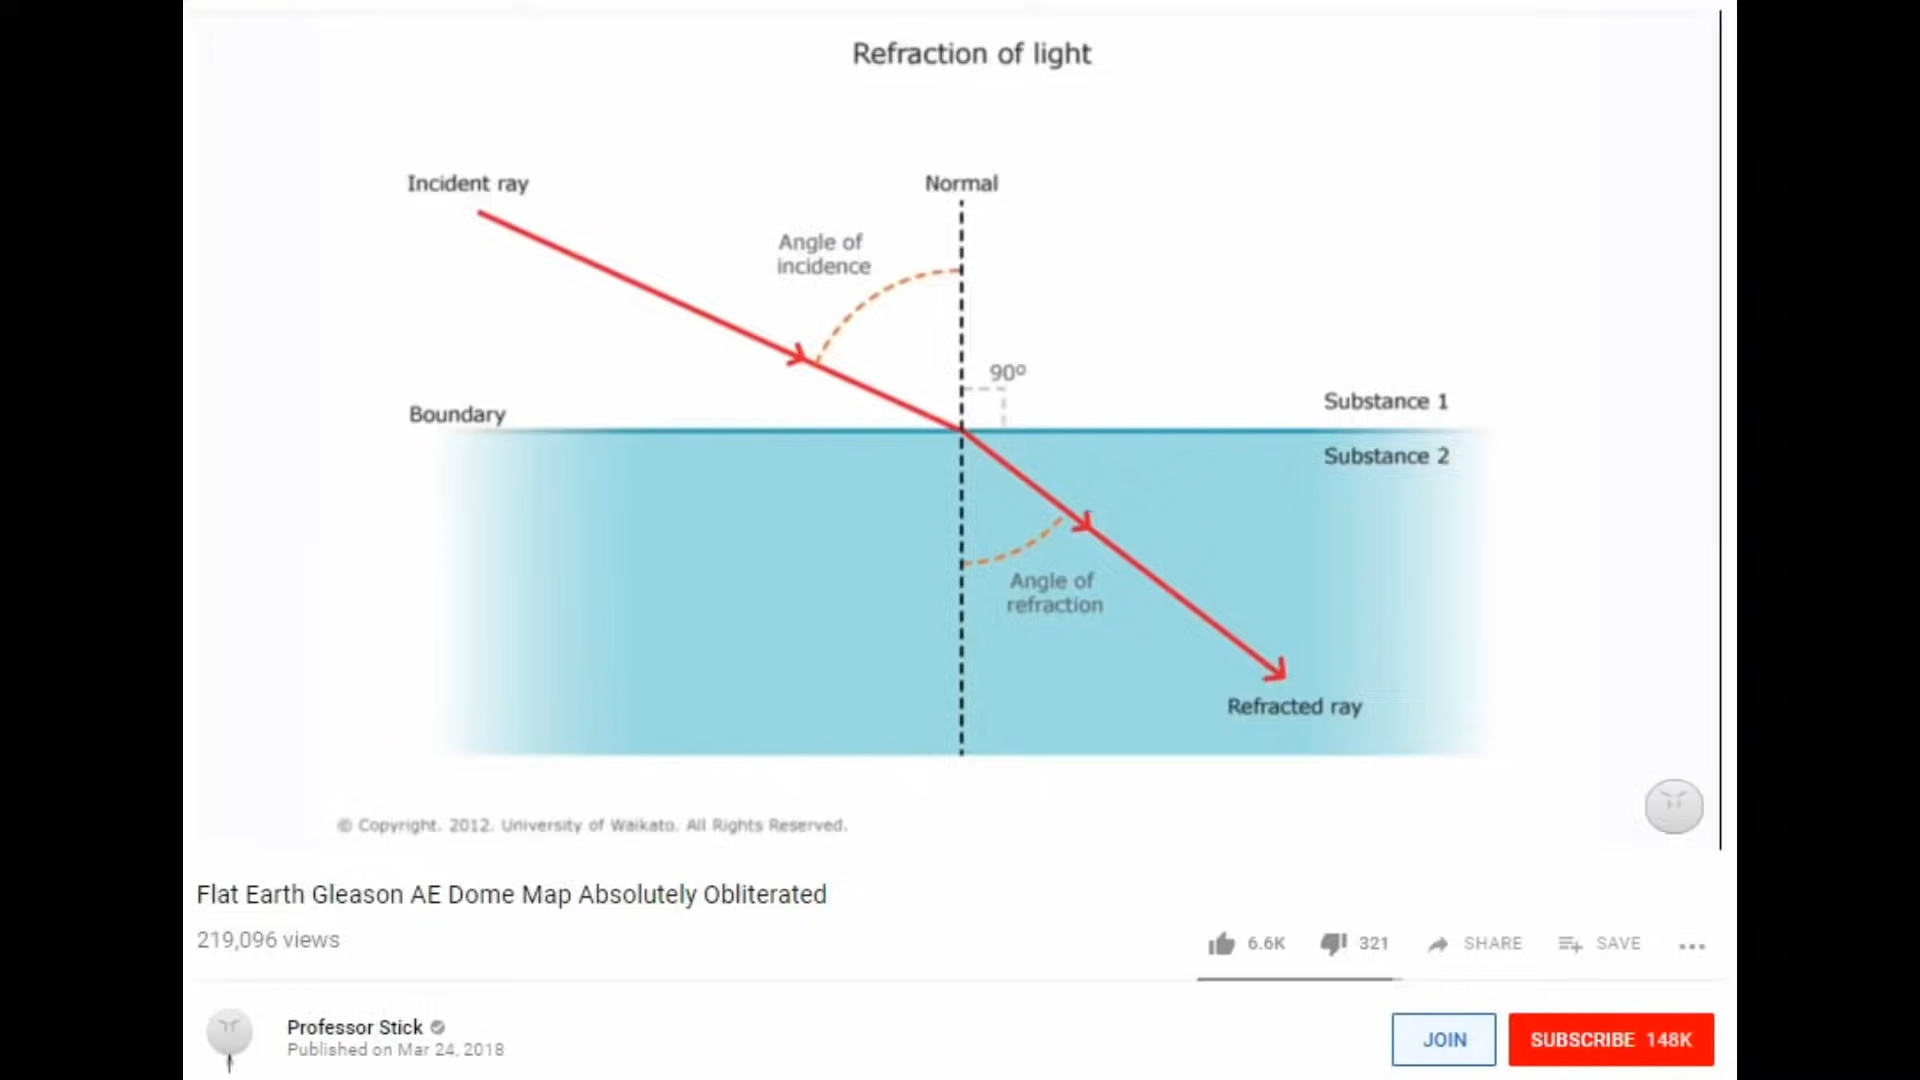 Refraction of light
Incident ray
Normal
Angle of
incidence
90º
Boundary
Substance 1
Substance 2
Angle of
refraction
Refracted ray
© Copyright. 2012. University of Waikato. All Rights Reserved.
Flat Earth Gleason AE Dome Map Absolutely Obliterated
219,096 views
6.6K
321
SHARE
SAVE
Professor Stick
Published on Mar 24, 2018
JOIN
SUBSCRIBE 148K